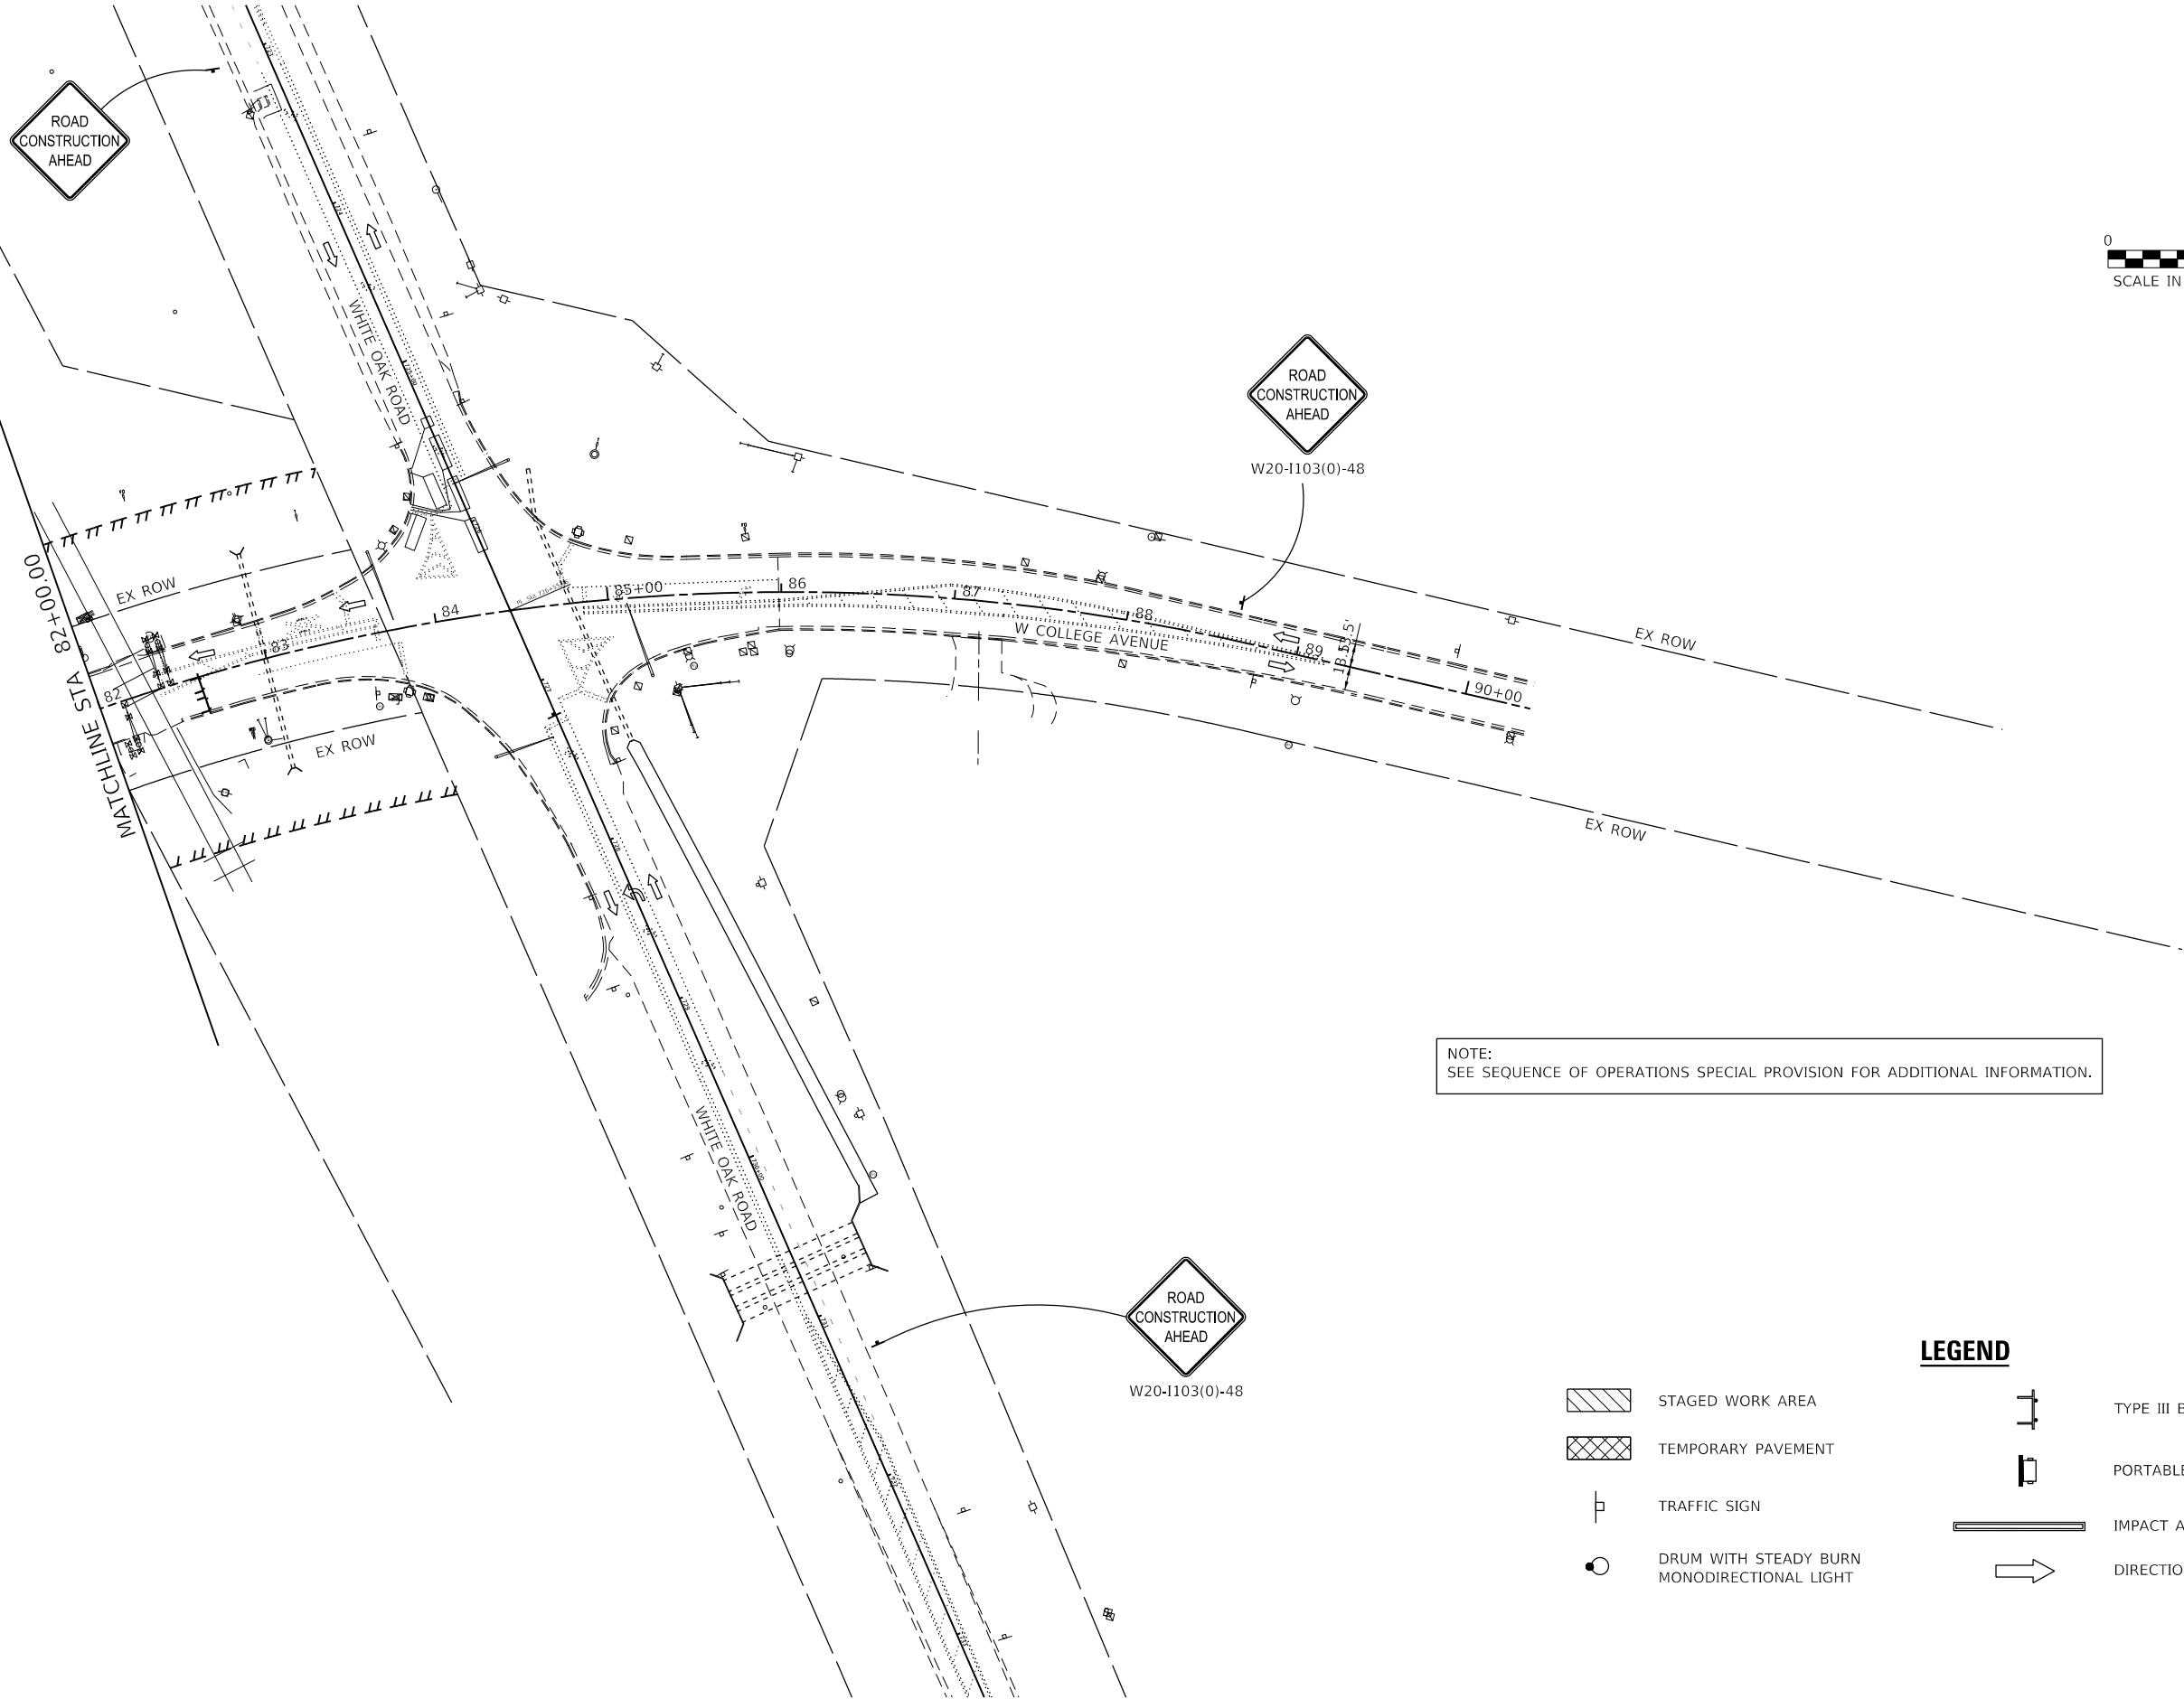 ROAD
CONSTRUCTION
AHEAD
0
SCALE IN
WHITE OAK ROAD
ROAD
CONSTRUCTION
AHEAD
W20-I103(0)-48
MATCHLINE STA 82+00.00
EX ROW
82
83
84
85+00
86
87
88
89
90+00
W COLLEGE AVENUE
13.5'
EX ROW
EX ROW
EX ROW
NOTE:
SEE SEQUENCE OF OPERATIONS SPECIAL PROVISION FOR ADDITIONAL INFORMATION.
WHITE OAK ROAD
ROAD
CONSTRUCTION
AHEAD
W20-I103(0)-48
LEGEND
STAGED WORK AREA
TEMPORARY PAVEMENT
TRAFFIC SIGN
DRUM WITH STEADY BURN
MONODIRECTIONAL LIGHT
TYPE III
PORTABLE
IMPACT A
DIRECTIO